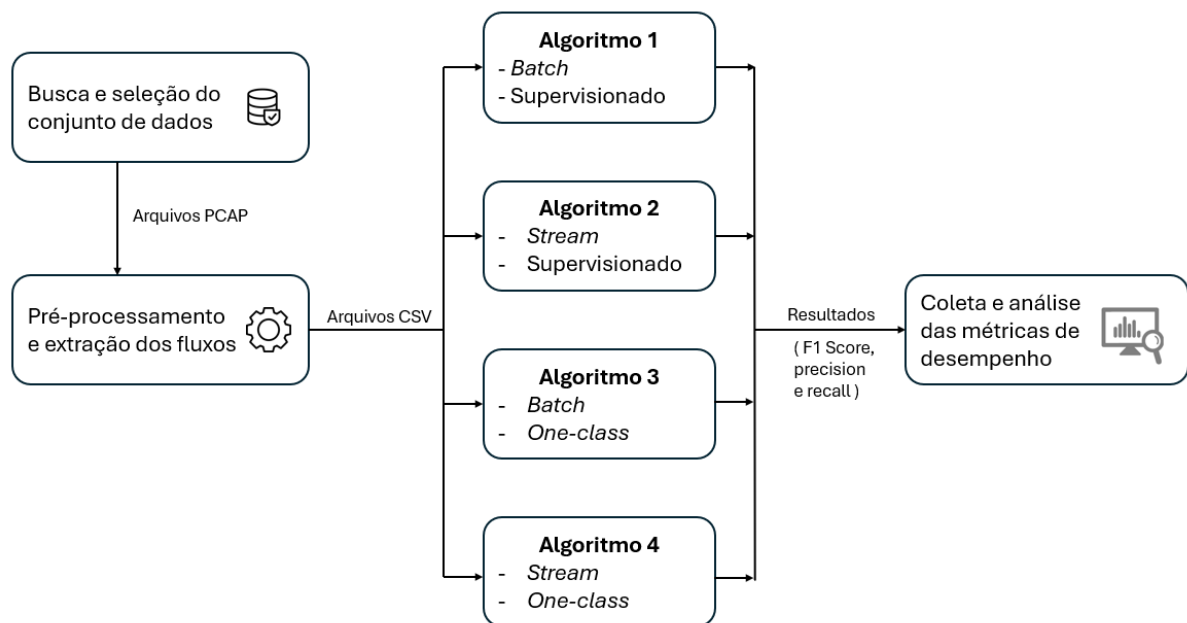 Busca e seleção do
conjunto de dados
Arquivos PCAP
Pré-processamento
e extração dos fluxos
Arquivos CSV
Algoritmo 1
- Batch
- Supervisionado
Algoritmo 2
- Stream
- Supervisionado
Algoritmo 3
- Batch
- One-class
Algoritmo 4
- Stream
- One-class
Resultados
( F1 Score,
precision
e recall )
Coleta e análise
das métricas de
desempenho